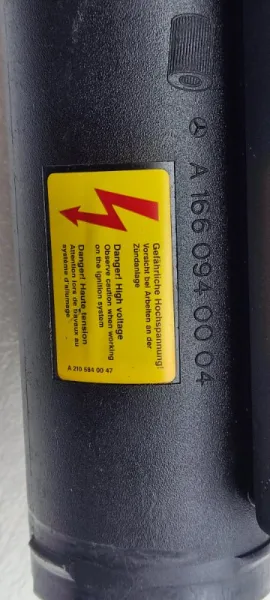 A 166 094 00 04
Gefährliche Hochspannung!
Vorsicht bei Arbeiten an der
Zündanlage
Danger! High voltage
Observe caution when working
on the ignition system
Danger! Haute tension
Attention lors de travaux au
système d'allumage
A 210 584 00 47